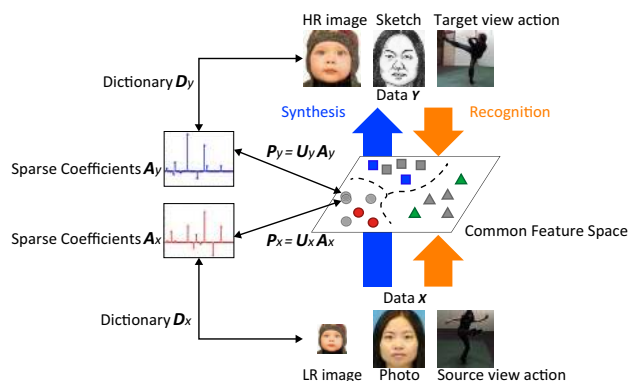 HR image Sketch Target view action
Dictionary Dy
Data Y
Synthesis Recognition
Py = Uy Ay
Sparse Coefficients Ay
Sparse Coefficients Ax
Px = Ux Ax
Common Feature Space
Data X
Dictionary Dx
LR image Photo Source view action